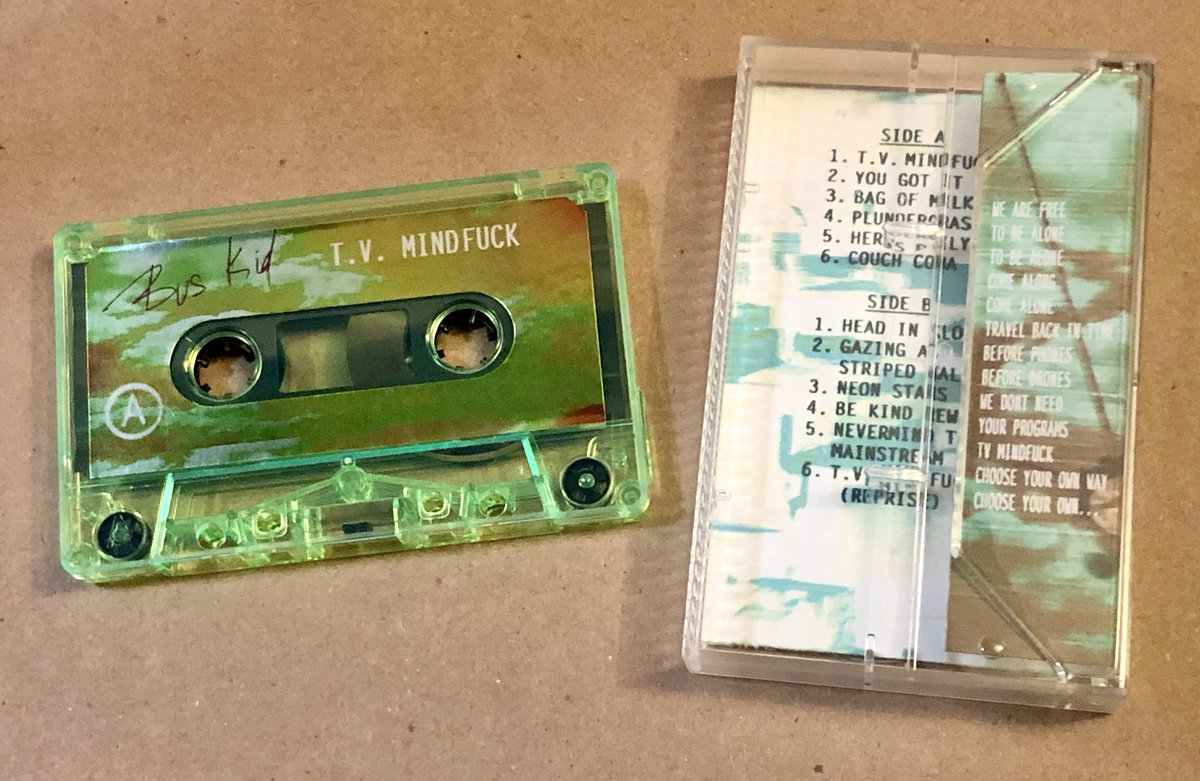 Bus Kid
T.V. MINDFUCK
A
SIDE A
1. T.V. MINDFU
2. YOU GOT IT
3. BAG OF MILK
4. PLUNDERGRAS
5. HER
6. COUCH COMA
SIDE B
1. HEAD IN CLO
2. GAZING A
STRIPED
3. NEON STARS
4. BE KIND REW
5. NEVERMIND T
MAINSTREAM
6. T.V. MINDFU
(REPRISE)
WE ARE FREE
TO BE ALONE
TO BE ALONE
COME ALONE
COME ALONE
TRAVEL BACK IN TIME
BEFORE PHONES
BEFORE DRONES
WE DONT NEED
YOUR PROGRAMS
TV MINDFUCK
CHOOSE YOUR OWN WAY
CHOOSE YOUR OWN...